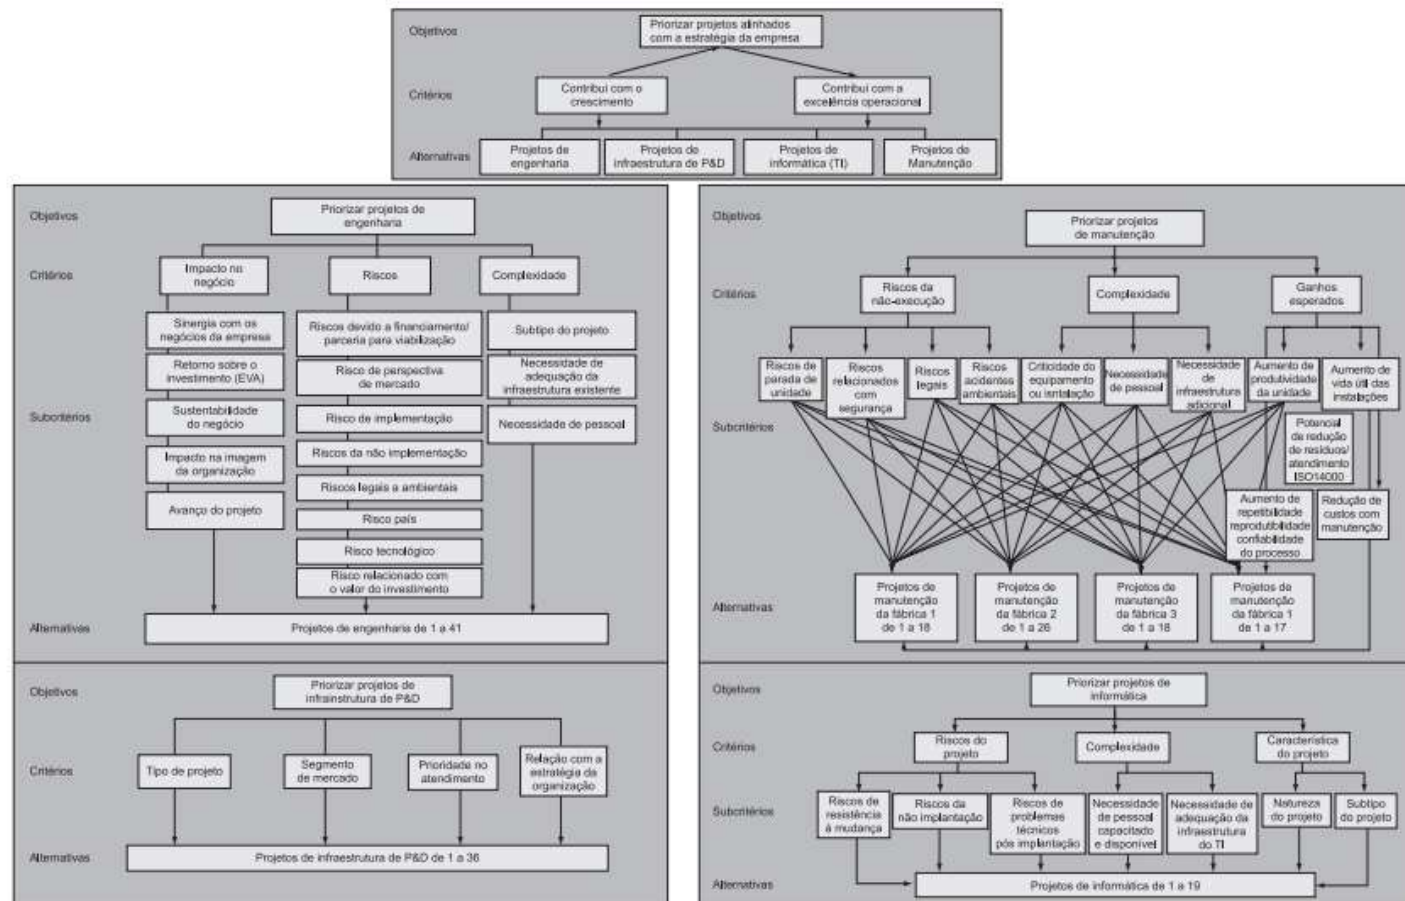 Objetivos
Priorizar projetos alinhados
com a estratégia da empresa
Critérios
Contribui com o
crescimento
Contribui com a
excelência operacional
Alternativas
Projetos de
engenharia
Projetos de
infraestrutura de P&D
Projetos de
informática (TI)
Projetos de
Manutenção
Objetivos
Priorizar projetos de
engenharia
Critérios
Impacto no
negócio
Riscos
Complexidade
Subcritérios
Sinergia com os
negócios da empresa
Retorno sobre o
investimento (EVA)
Sustentabilidade
do negócio
Impacto na imagem
da organização
Avanço do projeto
Riscos devido a financiamento/
parceria para viabilização
Risco de perspectiva
de mercado
Risco de implementação
Riscos da não implementação
Riscos legais a ambientais
Risco país
Risco tecnológico
Risco relacionado com
o valor do investimento
Subtipo do projeto
Necessidade de
adequação da
infraestrutura existente
Necessidade de pessoal
Alternativas
Projetos de engenharia de 1 a 41
Objetivos
Priorizar projetos
de manutenção
Critérios
Riscos da
não-execução
Complexidade
Ganhos
esperados
Subcritérios
Riscos de
parada de
unidade
Riscos
relacionados
com
segurança
Riscos
legais
Riscos
acidentes
ambientais
Criticidade do
equipamento
ou isntalação
Necessidade
de pessoal
Necessidade
de
infraestrutura
adicional
Aumento de
produtividade
da unidade
Aumento de
vida útil das
instalações
Potencial
de redução
de resíduos/
atendimento
ISO14000
Aumento de
repetibilidade
reprodutibilidade
confiabilidade
do processo
Redução de
custos com
manutenção
Alternativas
Projetos de
manutenção
da fábrica 1
de 1 a 18
Projetos de
manutenção
da fábrica 2
de 1 a 26
Projetos de
manutenção
da fábrica 3
de 1 a 18
Projetos de
manutenção
da fábrica 1
de 1 a 17
Objetivos
Priorizar projetos de
infrainstrutura de P&D
Critérios
Tipo de projeto
Segmento
de mercado
Prioridade no
atendimento
Relação com a
estratégia da
organização
Alternativas
Projetos de infraestrutura de P&D de 1 a 36
Objetivos
Priorizar projetos de
informática
Critérios
Riscos do
projeto
Complexidade
Característica
do projeto
Subcritérios
Riscos de
resistência
à mudança
Riscos da
não implantação
Riscos de
problemas
técnicos
pós implantação
Necessidade
de pessoal
capacitado
e disponível
Necessidade de
adequação da
infraestrutura
do TI
Natureza
do projeto
Subtipo
do projeto
Alternativas
Projetos de informática de 1 a 19